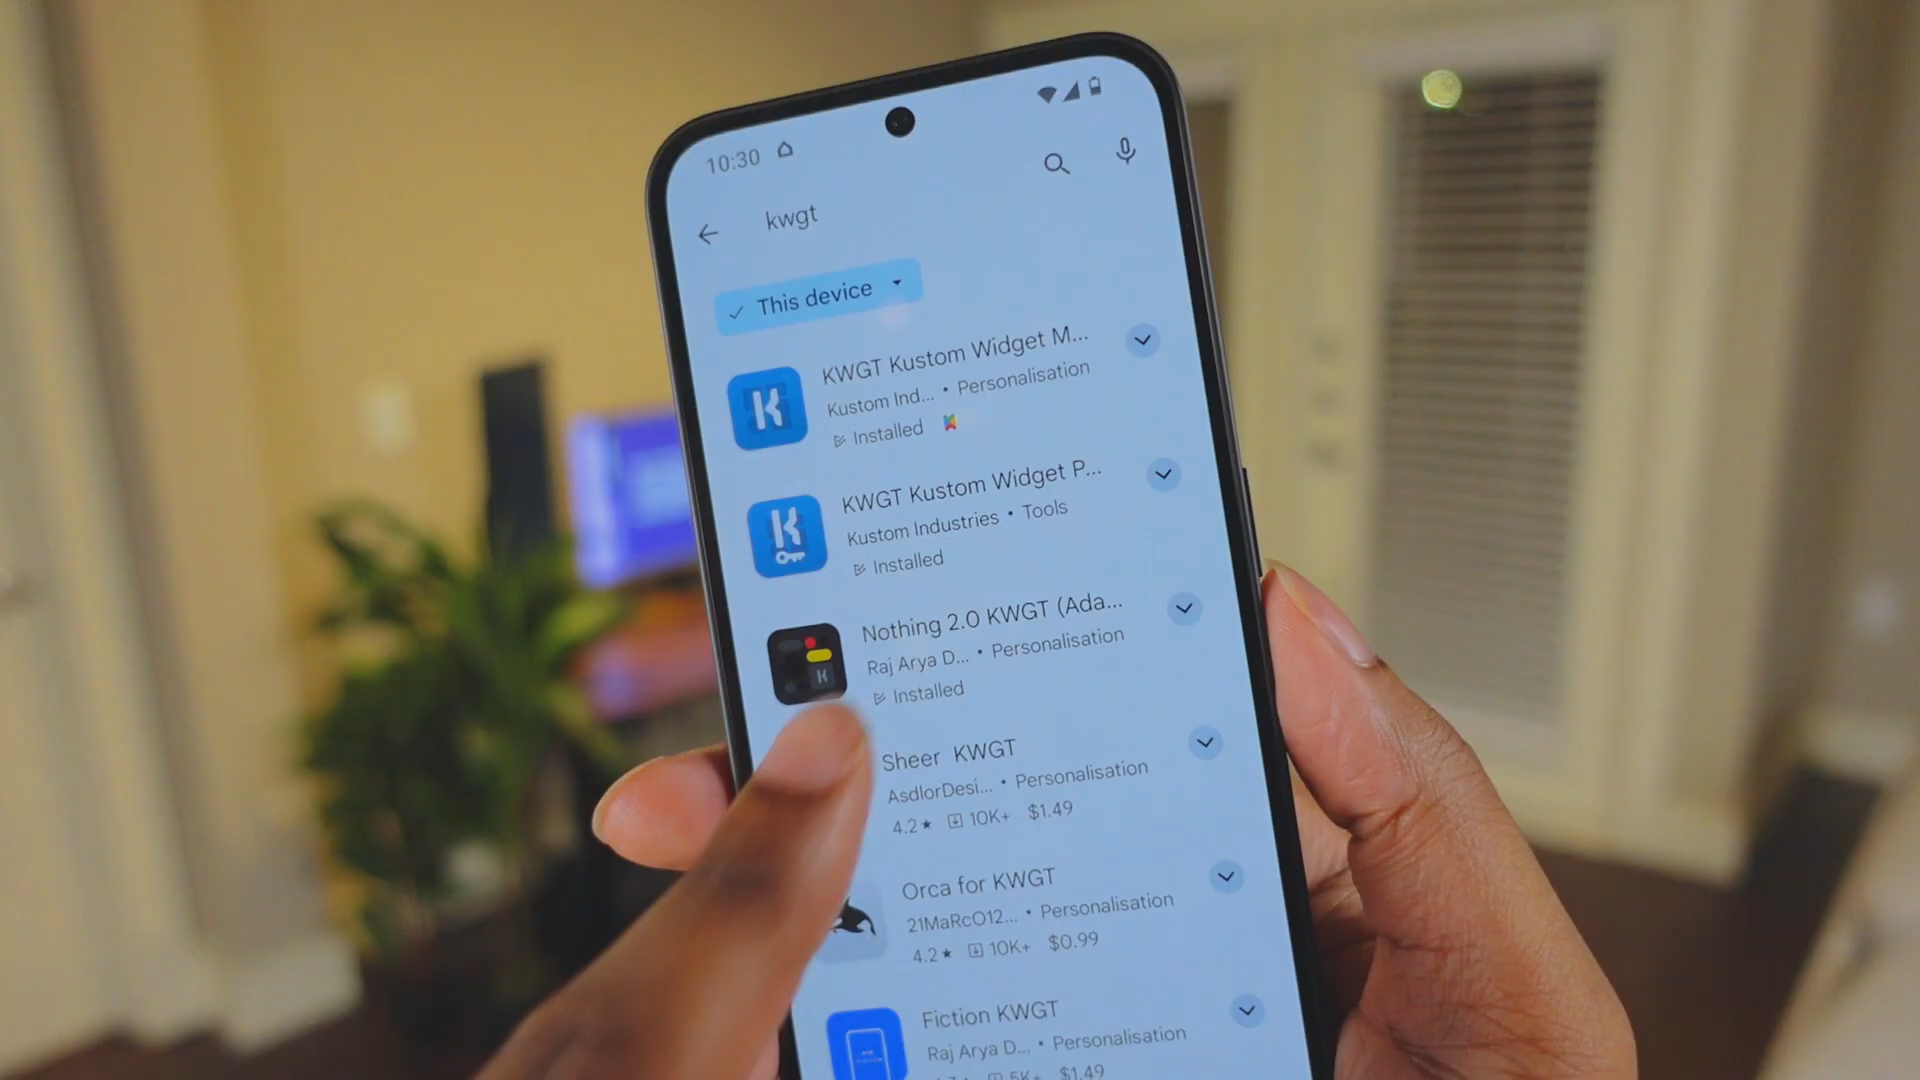 10:30
kwgt
This device
KWGT Kustom Widget M...
Kustom Ind... • Personalisation
Installed
KWGT Kustom Widget P...
Kustom Industries • Tools
Installed
Nothing 2.0 KWGT (Ada...
Raj Arya D... • Personalisation
Installed
Sheer KWGT
AsdlorDesi... • Personalisation
4.2★ 10K+ $1.49
Orca for KWGT
21MaRcO12... • Personalisation
4.2★ 10K+ $0.99
Fiction KWGT
Raj Arya D... • Personalisation
5K+ $1.49